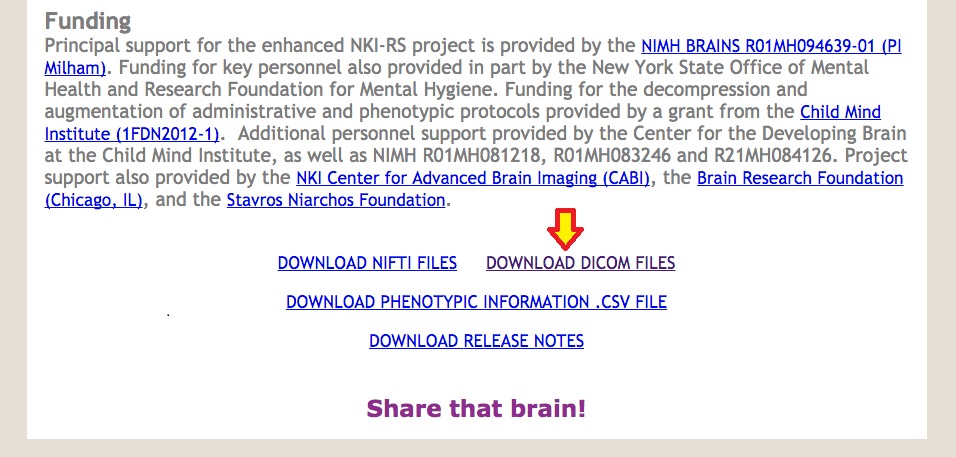 Funding
Principal support for the enhanced NKI-RS project is provided by the NIMH BRAINS R01MH094639-01 (PI
Milham). Funding for key personnel also provided in part by the New York State Office of Mental
Health and Research Foundation for Mental Hygiene. Funding for the decompression and
augmentation of administrative and phenotypic protocols provided by a grant from the Child Mind
Institute (1FDN2012-1).  Additional personnel support provided by the Center for the Developing Brain
at the Child Mind Institute, as well as NIMH R01MH081218, R01MH083246 and R21MH084126. Project
support also provided by the NKI Center for Advanced Brain Imaging (CABI), the Brain Research Foundation
(Chicago, IL), and the Stavros Niarchos Foundation.
DOWNLOAD NIFTI FILES DOWNLOAD DICOM FILES
DOWNLOAD PHENOTYPIC INFORMATION .CSV FILE
DOWNLOAD RELEASE NOTES
Share that brain!